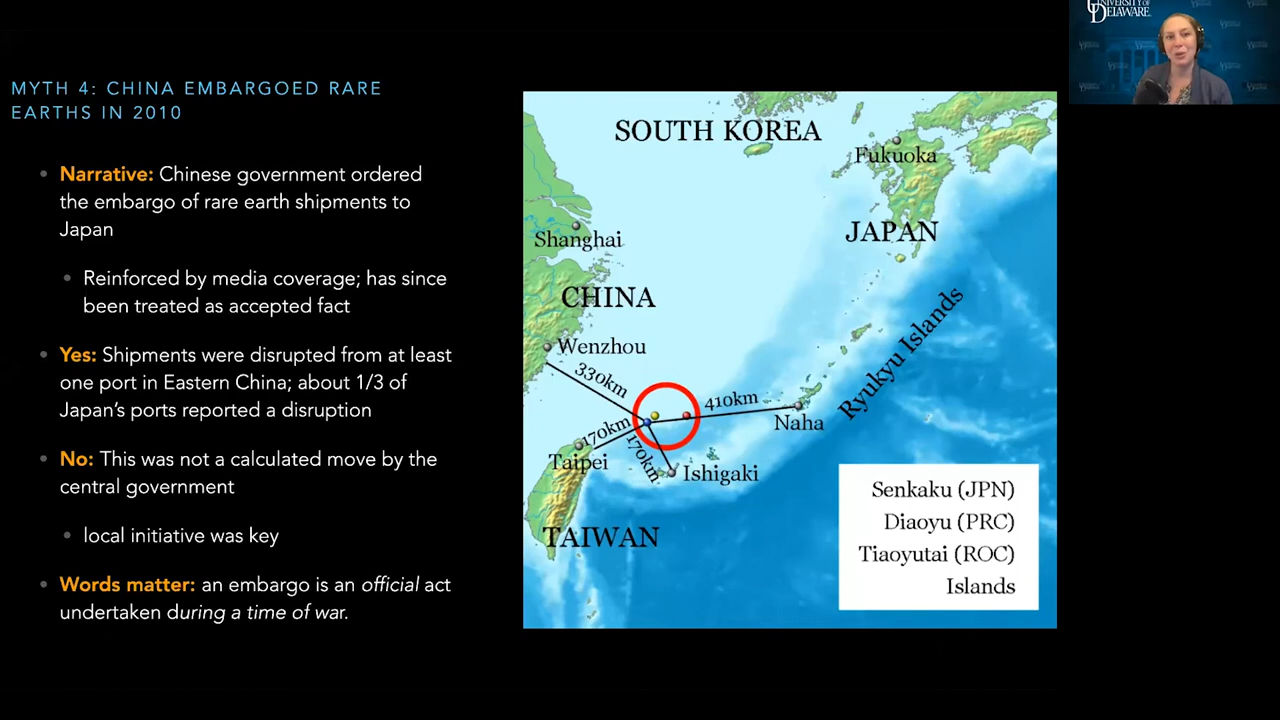 UNIVERSITY OF
DELAWARE
MYTH 4: CHINA EMBARGOED RARE
EARTHS IN 2010
Narrative: Chinese government ordered
the embargo of rare earth shipments to
Japan
Reinforced by media coverage; has since
been treated as accepted fact
Yes: Shipments were disrupted from at least
one port in Eastern China; about 1/3 of
Japan's ports reported a disruption
No: This was not a calculated move by the
central government
local initiative was key
Words matter: an embargo is an official act
undertaken during a time of war.
SOUTH KOREA
Fukuoka
JAPAN
Shanghai
CHINA
Wenzhou
330km
410km
Ryukyu Islands
Naha
170km
170km
Taipei
Ishigaki
TAIWAN
Senkaku (JPN)
Diaoyu (PRC)
Tiaoyutai (ROC)
Islands